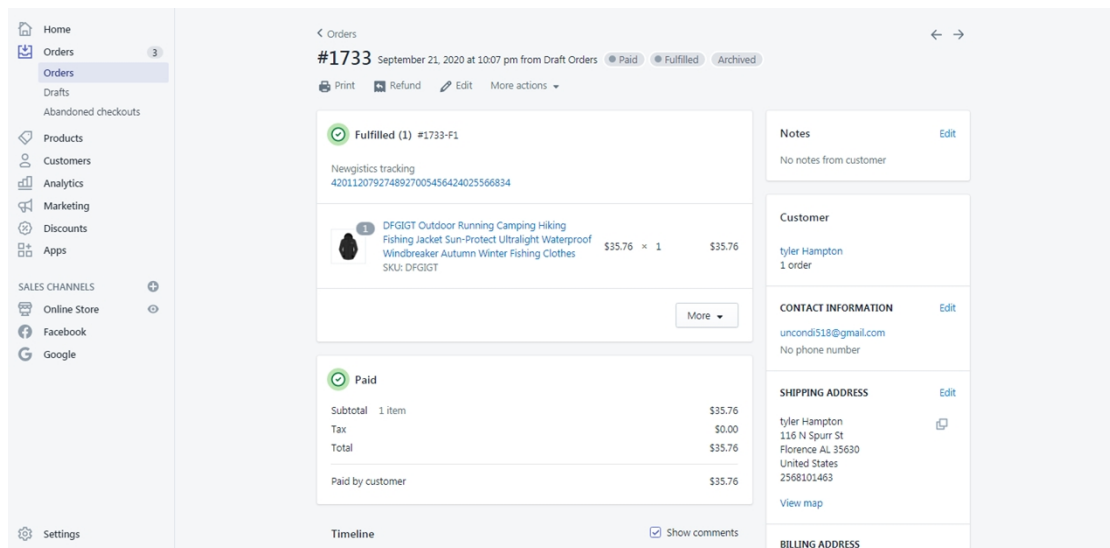 Home
Orders 3
Orders
Drafts
Abandoned checkouts
Products
Customers
Analytics
Marketing
Discounts
Apps
SALES CHANNELS
Online Store
Facebook
Google
Settings
Orders
#1733 September 21, 2020 at 10:07 pm from Draft Orders Paid Fulfilled Archived
Print Refund Edit More actions
Fulfilled (1) #1733-F1
Newgistics tracking
4201120792748927005456424025566834
1
DFGIGT Outdoor Running Camping Hiking
Fishing Jacket Sun-Protect Ultralight Waterproof
Windbreaker Autumn Winter Fishing Clothes
SKU: DFGIGT
$35.76 × 1 $35.76
More
Paid
Subtotal 1 item $35.76
Tax $0.00
Total $35.76
Paid by customer $35.76
Timeline Show comments
Notes Edit
No notes from customer
Customer
tyler Hampton
1 order
CONTACT INFORMATION Edit
uncondi518@gmail.com
No phone number
SHIPPING ADDRESS Edit
tyler Hampton
116 N Spurr St
Florence AL 35630
United States
2568101463
View map
BILLING ADDRESS